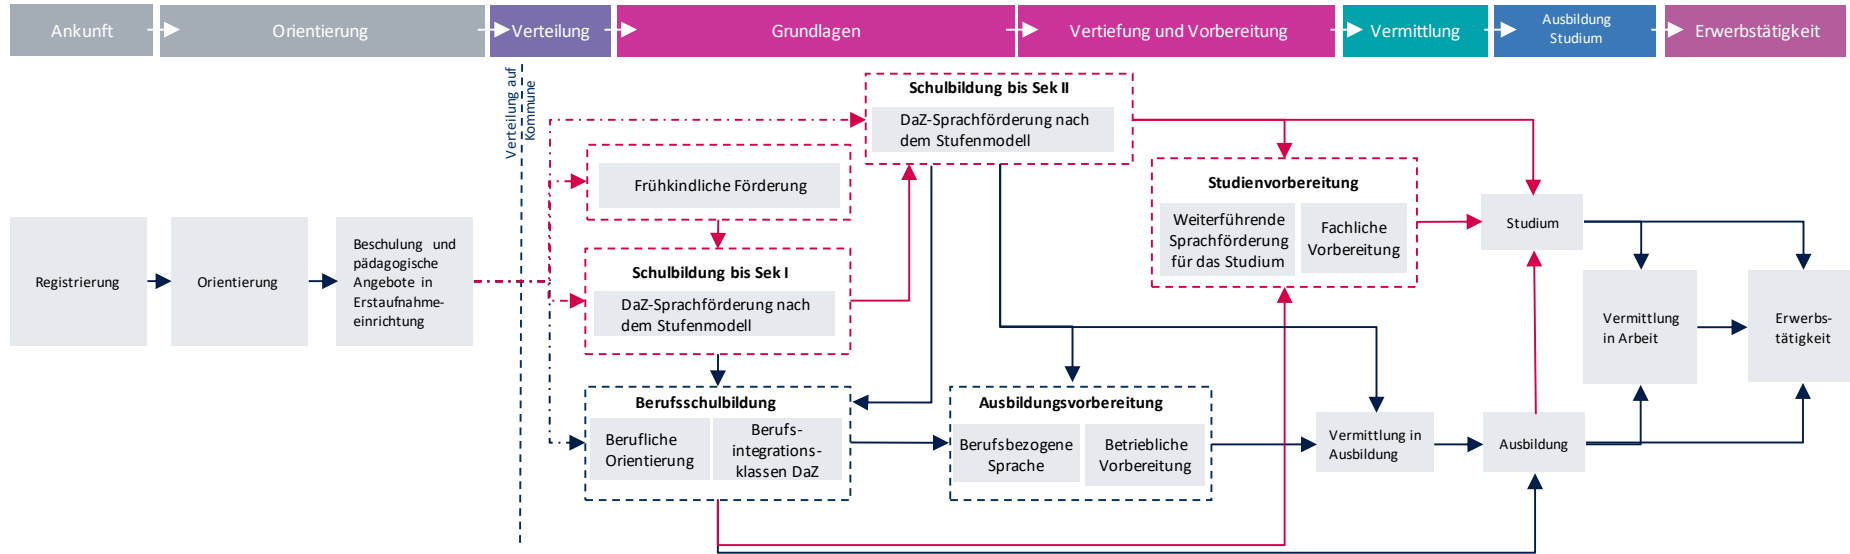 Ankunft
Orientierung
Verteilung
Grundlagen
Vertiefung und Vorbereitung
Vermittlung
Ausbildung
Studium
Erwerbstätigkeit
Verteilung auf
Kommune
Registrierung
Orientierung
Beschulung und
pädagogische
Angebote in
Erstaufnahme-
einrichtung
Frühkindliche Förderung
Schulbildung bis Sek I
DaZ-Sprachförderung nach
dem Stufenmodell
Berufsschulbildung
Berufliche
Orientierung
Berufs-
integrations-
klassen DaZ
Schulbildung bis Sek II
DaZ-Sprachförderung nach
dem Stufenmodell
Ausbildungsvorbereitung
Berufsbezogene
Sprache
Betriebliche
Vorbereitung
Studienvorbereitung
Weiterführende
Sprachförderung
für das Studium
Fachliche
Vorbereitung
Vermittlung in
Ausbildung
Studium
Ausbildung
Vermittlung
in Arbeit
Erwerbs-
tätigkeit